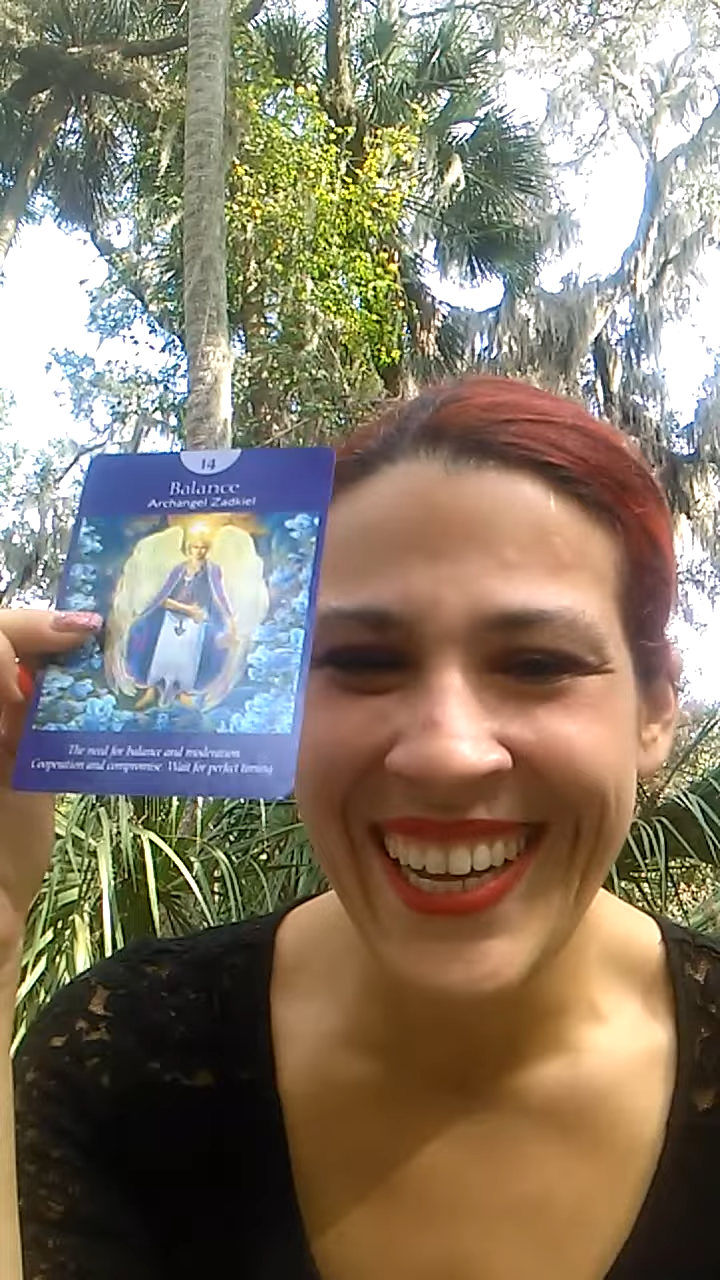 14
Balance
Archangel Zadkiel
The need for balance and moderation
Cooperation and compromise. Wait for perfect timing